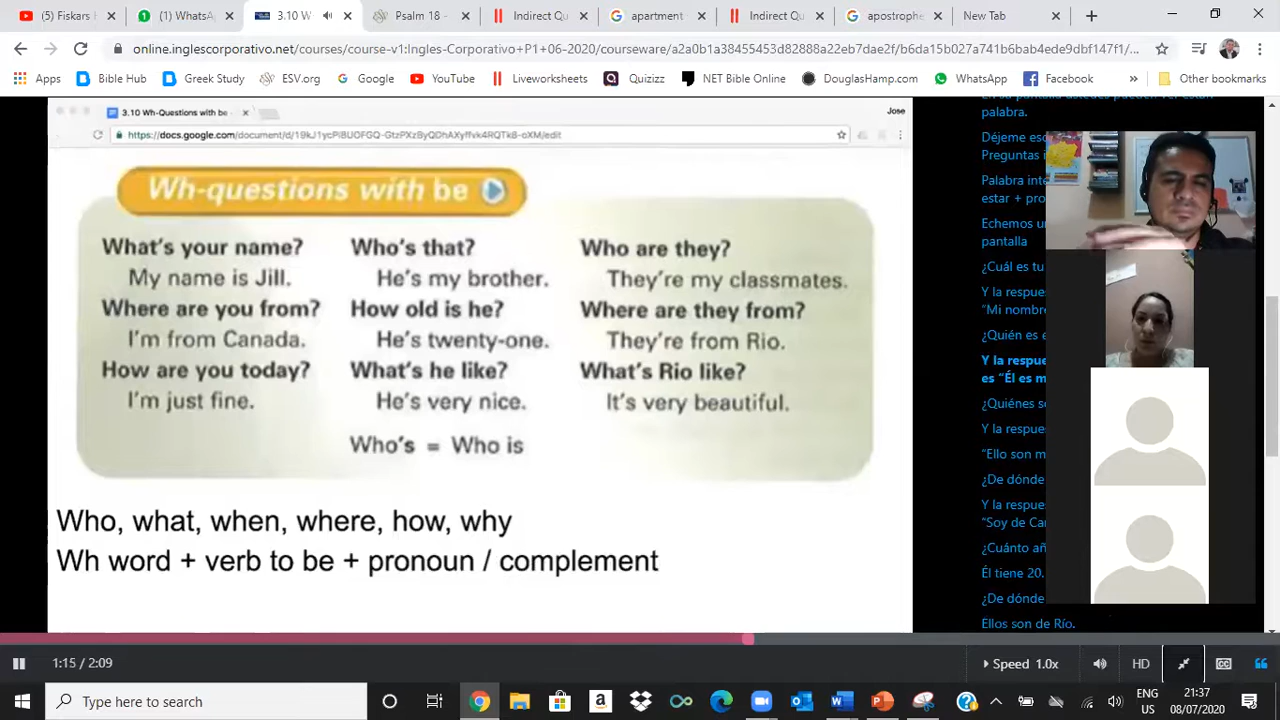 (5) Fiskars
(1) WhatsA
3.10 W
Psalm 18 -
Indirect Qu
apartment
Indirect Qu
apostrophe
New Tab
online.inglescorporativo.net/courses/course-v1:Ingles-Corporativo+P1+06-2020/courseware/a2a0b1a38455453d82888a22eb7dae2f/b6da15b027a741b6bab4ede9dbf147f1/...
Apps
Bible Hub
Greek Study
ESV.org
Google
YouTube
Liveworksheets
Quizizz
NET Bible Online
DouglasHamp.com
WhatsApp
Facebook
»
Other bookmarks
3.10 Wh-Questions with be
Jose
Wh-questions with be
What's your name?
My name is Jill.
Where are you from?
I'm from Canada.
How are you today?
I'm just fine.
Who's that?
He's my brother.
How old is he?
He's twenty-one.
What's he like?
He's very nice.
Who's = Who is
Who are they?
They're my classmates.
Where are they from?
They're from Rio.
What's Rio like?
It's very beautiful.
Who, what, when, where, how, why
Wh word + verb to be + pronoun / complement
palabra.
Déjeme esc
Preguntas i
Palabra inte
estar + pro
Echemos u
pantalla
¿Cuál es tu
Y la respue
"Mi nombre
¿Quién es e
Y la respue
es "Él es m
¿Quiénes so
Y la respue
"Ello son m
¿De dónde
Y la respue
"Soy de Ca
¿Cuánto añ
Él tiene 20.
¿De dónde
Ellos son de Río.
1:15 / 2:09
Speed 1.0x
HD
Type here to search
ENG
US
21:37
08/07/2020